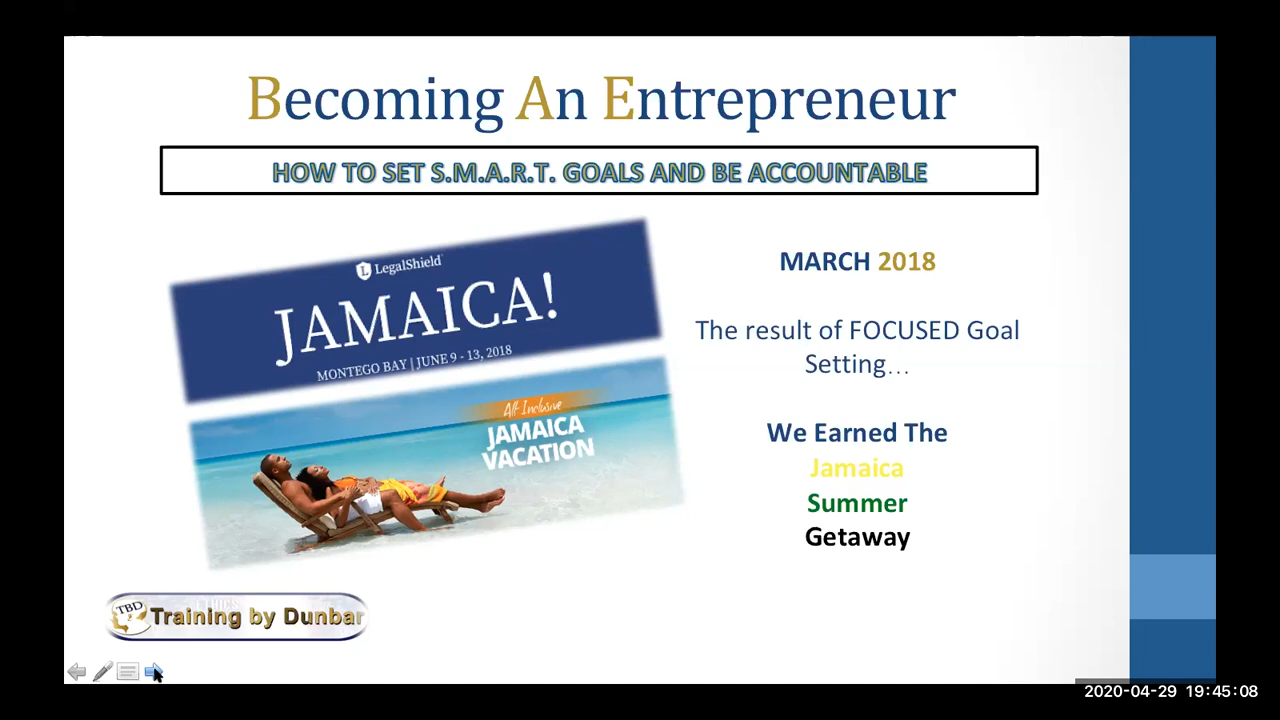 Becoming An Entrepreneur
HOW TO SET S.M.A.R.T. GOALS AND BE ACCOUNTABLE
LegalShield
JAMAICA!
MONTEGO BAY | JUNE 9 - 13, 2018
All Inclusive
JAMAICA
VACATION
MARCH 2018
The result of FOCUSED Goal
Setting...
We Earned The
Jamaica
Summer
Getaway
TBD
Training by Dunbar
2020-04-29 19:45:08